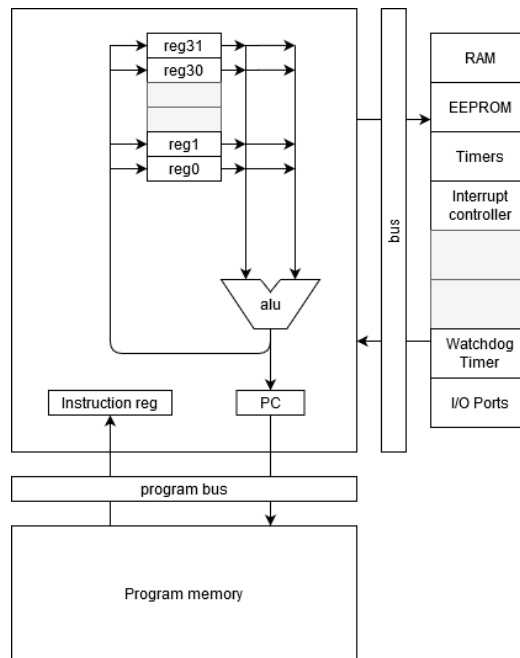 reg31
reg30
reg1
reg0
alu
Instruction reg
PC
bus
RAM
EEPROM
Timers
Interrupt
controller
Watchdog
Timer
I/O Ports
program bus
Program memory